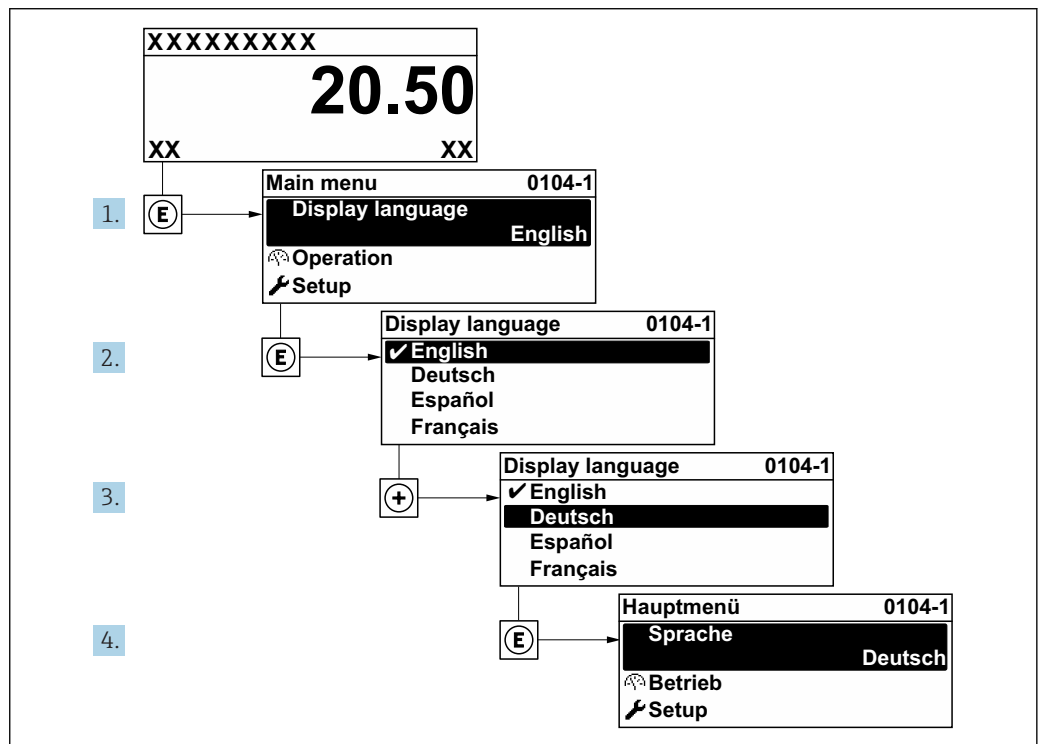 XXXXXXXXX
20.50
XX XX
1. E
Main menu 0104-1
Display language
English
Operation
Setup
2. E
Display language 0104-1
✔English
Deutsch
Español
Français
3. +
Display language 0104-1
✔English
Deutsch
Español
Français
4. E
Hauptmenü 0104-1
Sprache
Deutsch
Betrieb
Setup